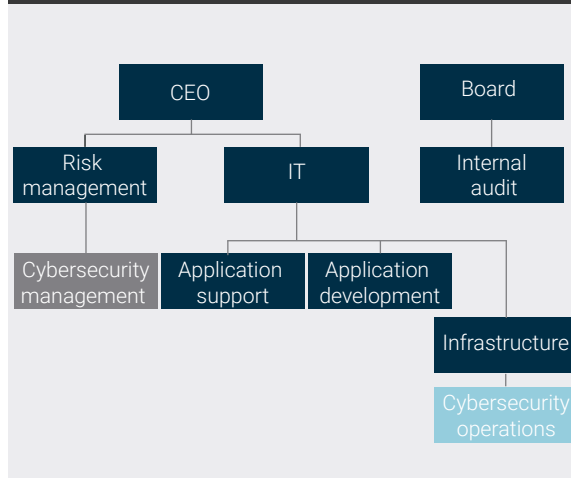 CEO
Board
Risk
management
IT
Internal
audit
Cybersecurity
management
Application
support
Application
development
Infrastructure
Cybersecurity
operations